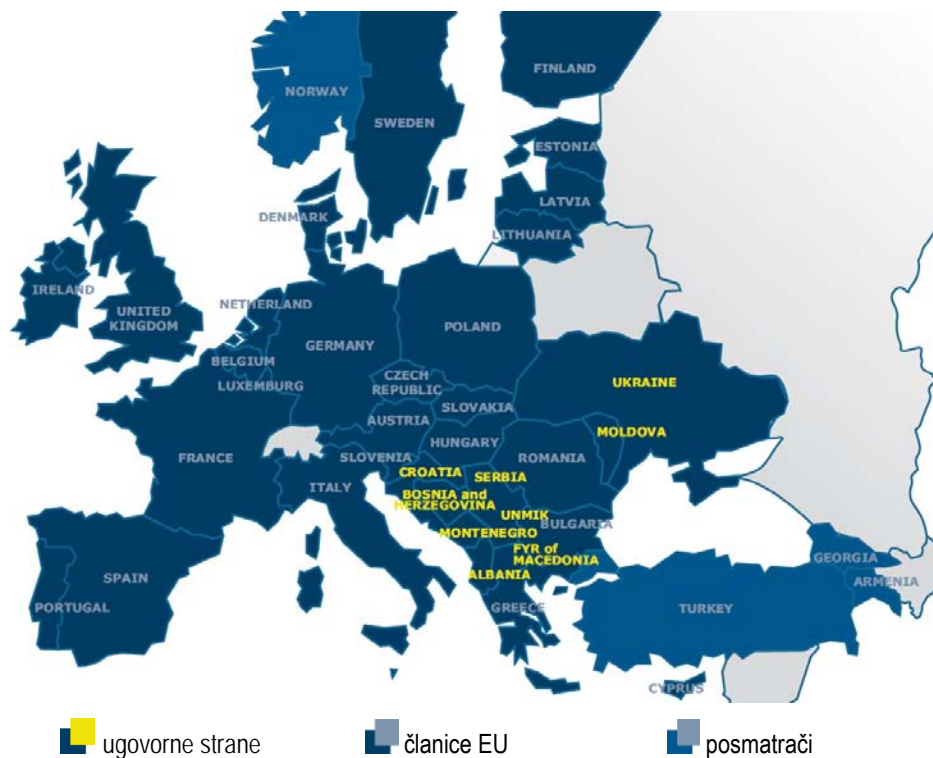 FINLAND
NORWAY
SWEDEN
ESTONIA
LATVIA
DENMARK
LITHUANIA
IRELAND
NETHERLAND
UNITED
KINGDOM
POLAND
GERMANY
BELGIUM
CZECH
REPUBLIC
UKRAINE
LUXEMBURG
SLOVAKIA
AUSTRIA
MOLDOVA
HUNGARY
FRANCE
SLOVENIA
ROMANIA
CROATIA
SERBIA
ITALY
BOSNIA and
HERZEGOVINA
UNMIK
BULGARIA
MONTENEGRO
FYR of
MACEDONIA
GEORGIA
ALBANIA
SPAIN
ARMENIA
PORTUGAL
GREECE
TURKEY
CYPRUS
ugovorne strane
članice EU
posmatrači